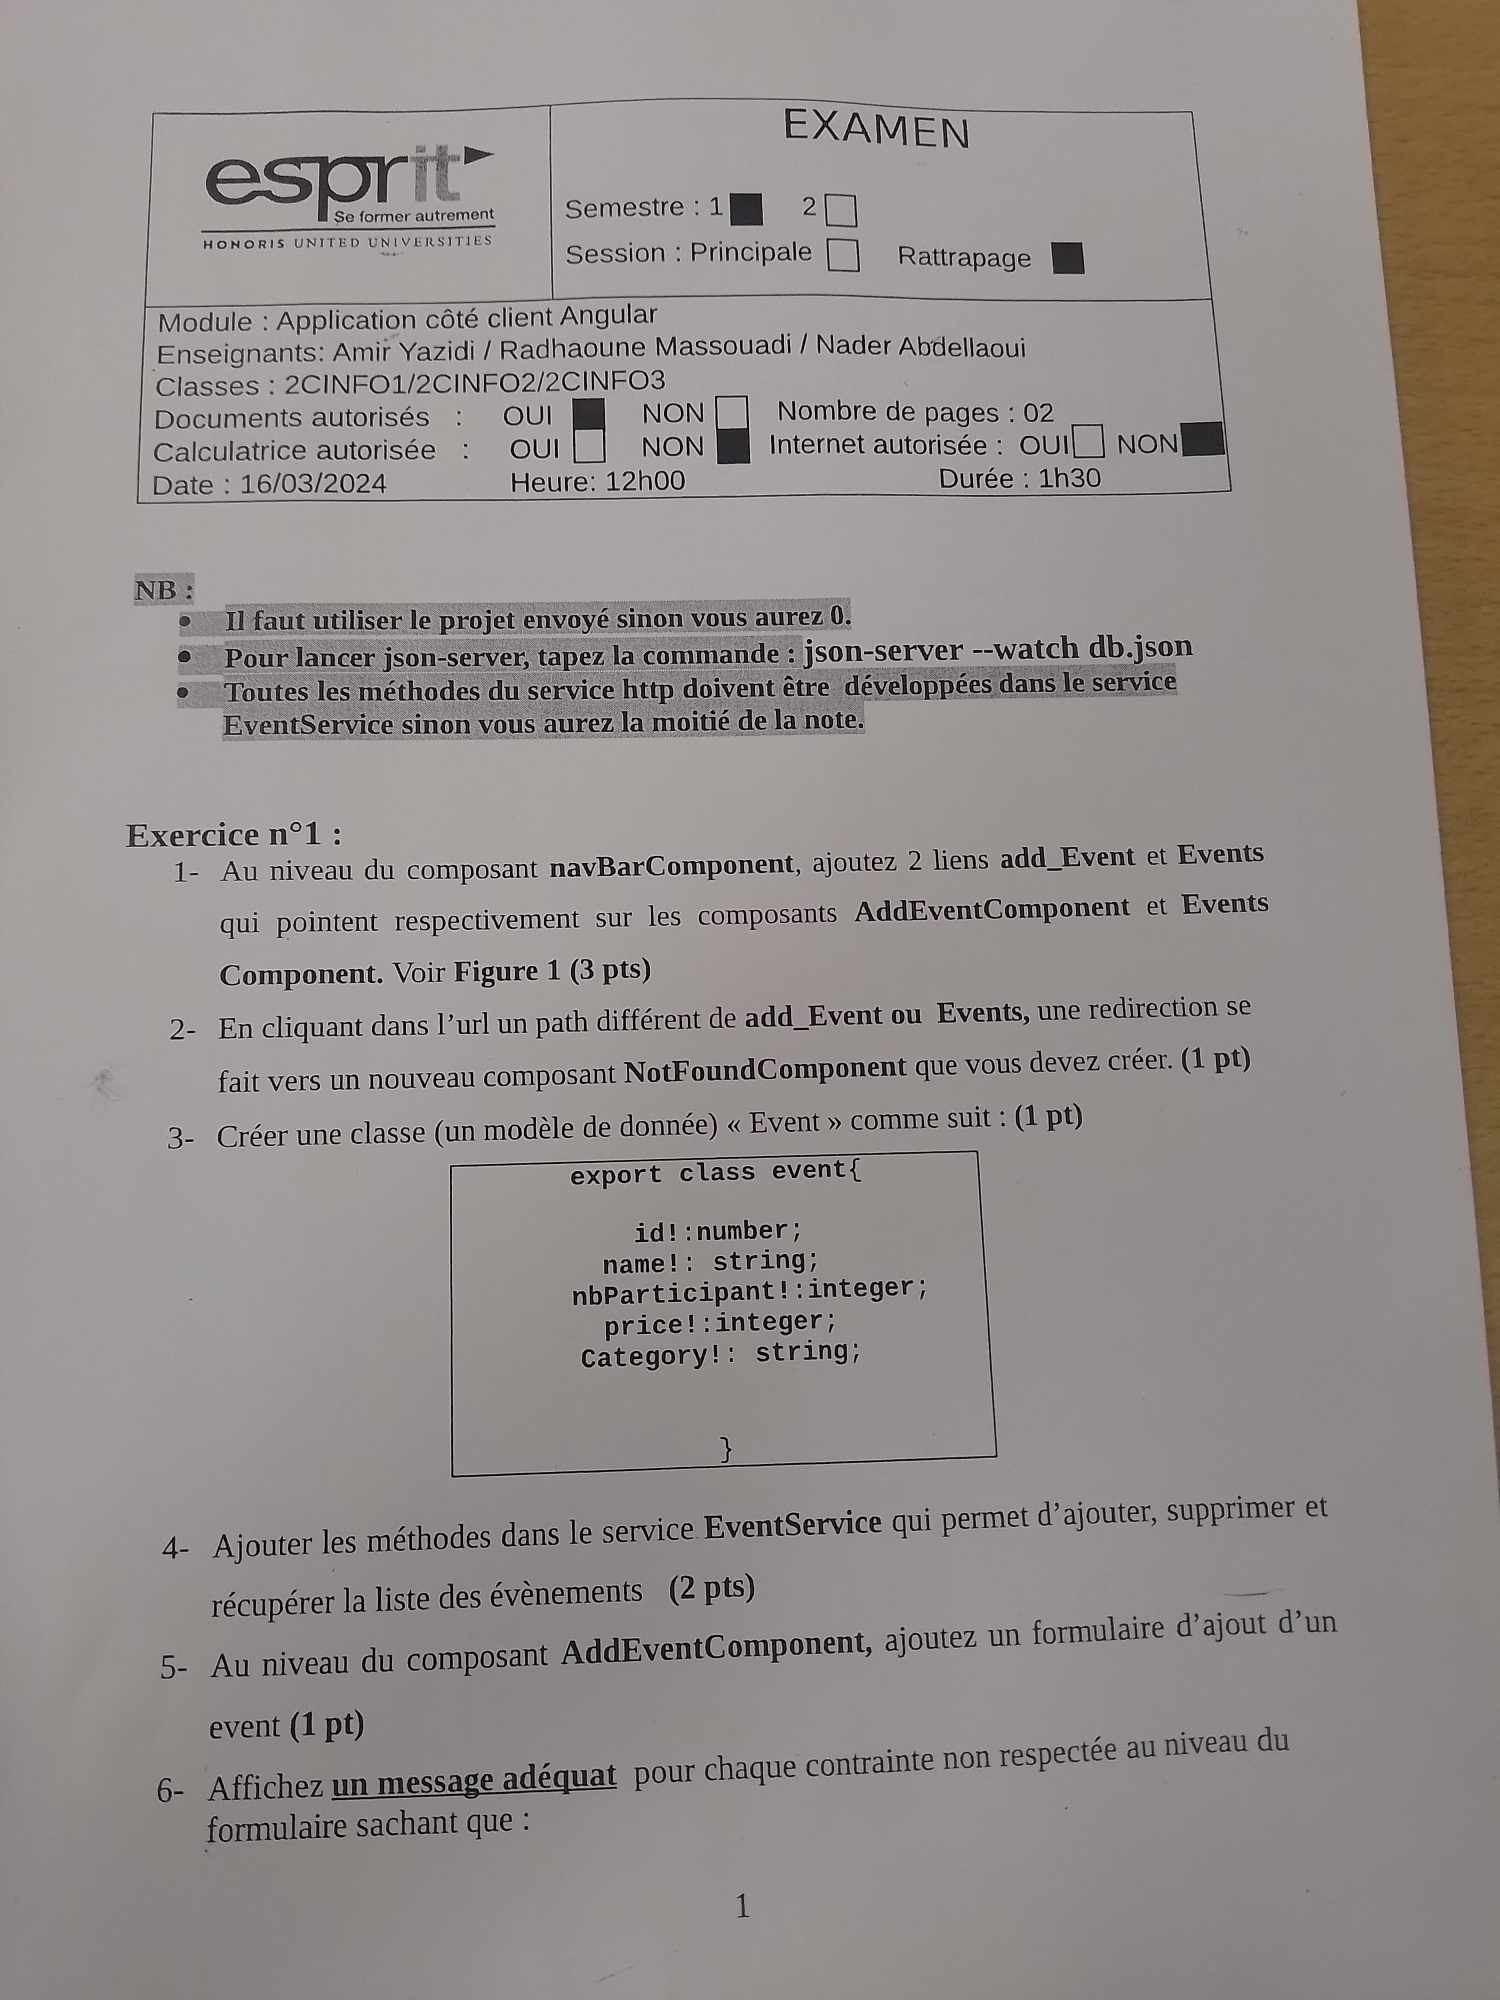 esprit
Se former autrement
HONORIS UNITED UNIVERSITIES
EXAMEN
Semestre : 1 2
Session : Principale Rattrapage
Module : Application côté client Angular
Enseignants: Amir Yazidi / Radhaoune Massouadi / Nader Abdellaoui
Classes : 2CINFO1/2CINFO2/2CINFO3
Documents autorisés : OUI NON Nombre de pages : 02
Calculatrice autorisée : OUI NON Internet autorisée : OUI NON
Date : 16/03/2024 Heure: 12h00 Durée : 1h30
NB :
• Il faut utiliser le projet envoyé sinon vous aurez 0.
• Pour lancer json-server, tapez la commande : json-server --watch db.json
• Toutes les méthodes du service http doivent être développées dans le service
EventService sinon vous aurez la moitié de la note.
Exercice n°1 :
1- Au niveau du composant navBarComponent, ajoutez 2 liens add_Event et Events
qui pointent respectivement sur les composants AddEventComponent et Events
Component. Voir Figure 1 (3 pts)
2- En cliquant dans l’url un path différent de add_Event ou Events, une redirection se
fait vers un nouveau composant NotFoundComponent que vous devez créer. (1 pt)
3- Créer une classe (un modèle de donnée) « Event » comme suit : (1 pt)
export class event{
id!:number;
name!: string;
nbParticipant!:integer;
price!:integer;
Category!: string;
}
4- Ajouter les méthodes dans le service EventService qui permet d’ajouter, supprimer et
récupérer la liste des évènements (2 pts)
5- Au niveau du composant AddEventComponent, ajoutez un formulaire d’ajout d’un
event (1 pt)
6- Affichez un message adéquat pour chaque contrainte non respectée au niveau du
formulaire sachant que :
1